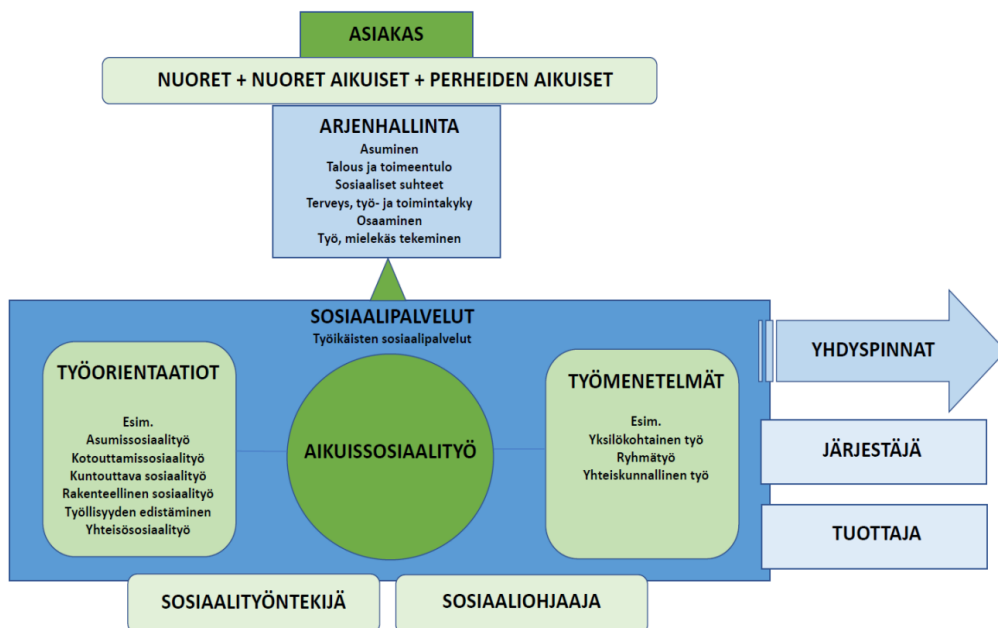 ASIAKAS
NUORET + NUORET AIKUISET + PERHEIDEN AIKUISET
ARJENHALLINTA
Asuminen
Talous ja toimeentulo
Sosiaaliset suhteet
Terveys, työ- ja toimintakyky
Osaaminen
Työ, mielekäs tekeminen
SOSIAALIPALVELUT
Työikäisten sosiaalipalvelut
TYÖORIENTAATIOT
Esim.
Asumissosiaalityö
Kotouttamissosiaalityö
Kuntouttava sosiaalityö
Rakenteellinen sosiaalityö
Työllisyyden edistäminen
Yhteisösosiaalityö
AIKUISSOSIAALITYÖ
TYÖMENETELMÄT
Esim.
Yksilökohtainen työ
Ryhmätyö
Yhteiskunnallinen työ
YHDYSPINNAT
JÄRJESTÄJÄ
TUOTTAJA
SOSIAALITYÖNTEKIJÄ
SOSIAALIOHJAAJA